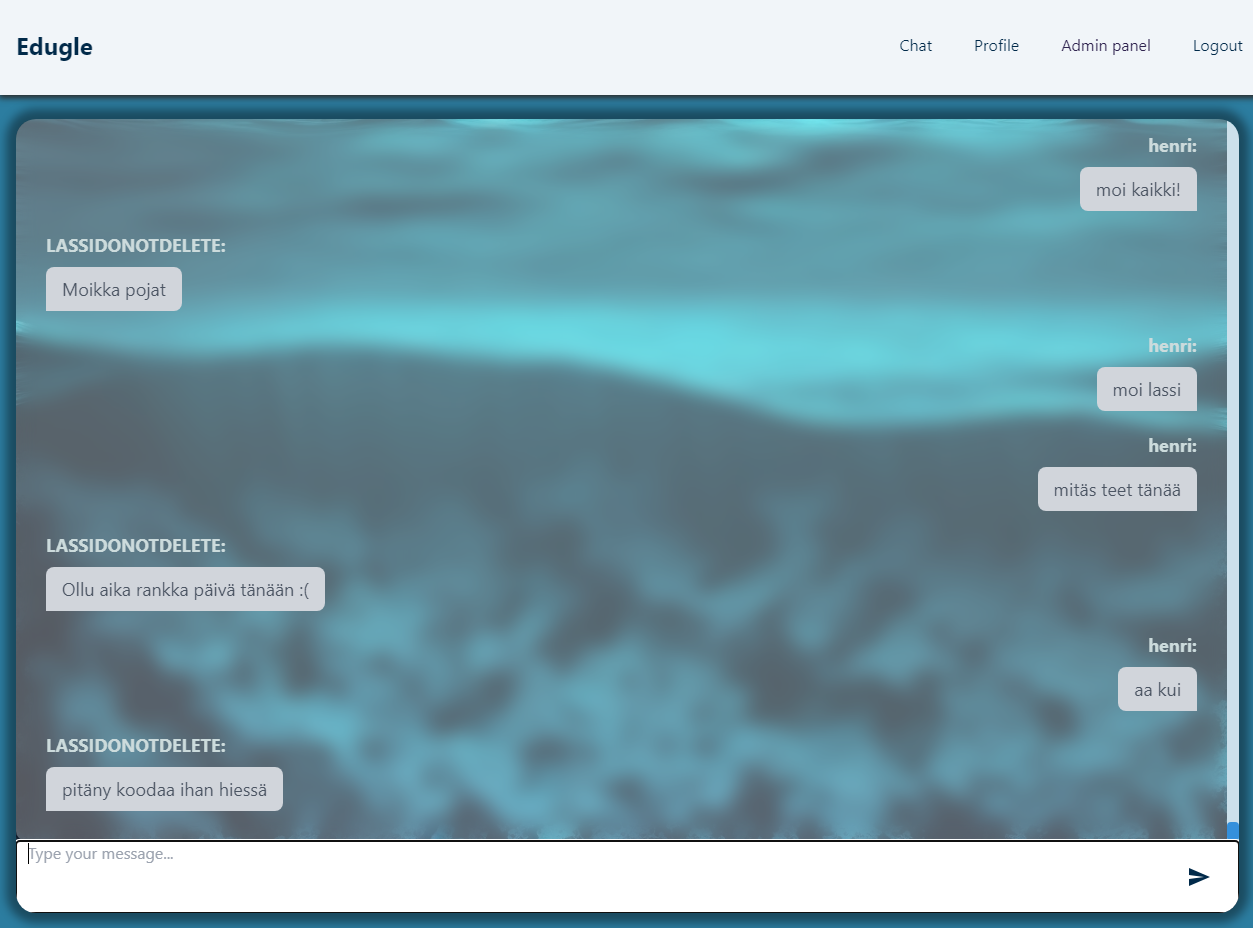 Edugle
Chat Profile Admin panel Logout
henri:
moi kaikki!
LASSIDONOTDELETE:
Moikka pojat
henri:
moi lassi
henri:
mitäs teet tänää
LASSIDONOTDELETE:
Ollu aika rankka päivä tänään :(
henri:
aa kui
LASSIDONOTDELETE:
pitäny koodaa ihan hiessä
Type your message...